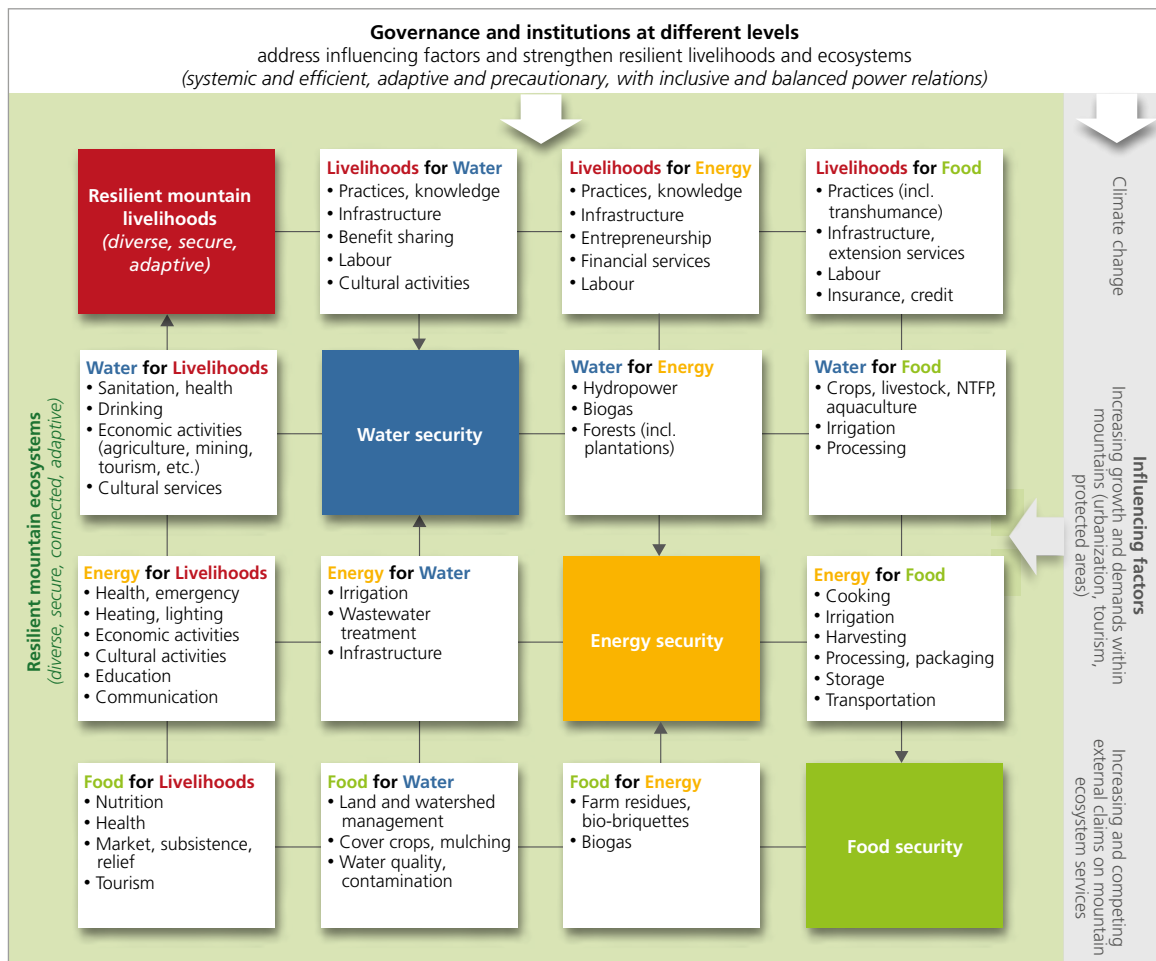 Governance and institutions at different levels
address influencing factors and strengthen resilient livelihoods and ecosystems
(systemic and efficient, adaptive and precautionary, with inclusive and balanced power relations)
Resilient mountain
livelihoods
(diverse, secure,
adaptive)
Livelihoods for Water
• Practices, knowledge
• Infrastructure
• Benefit sharing
• Labour
• Cultural activities
Livelihoods for Energy
• Practices, knowledge
• Infrastructure
• Entrepreneurship
• Financial services
• Labour
Livelihoods for Food
• Practices (incl.
transhumance)
• Infrastructure,
extension services
• Labour
• Insurance, credit
Water for Livelihoods
• Sanitation, health
• Drinking
• Economic activities
(agriculture, mining,
tourism, etc.)
• Cultural services
Water security
Water for Energy
• Hydropower
• Biogas
• Forests (incl.
plantations)
Water for Food
• Crops, livestock, NTFP,
aquaculture
• Irrigation
• Processing
Energy for Livelihoods
• Health, emergency
• Heating, lighting
• Economic activities
• Cultural activities
• Education
• Communication
Energy for Water
• Irrigation
• Wastewater
treatment
• Infrastructure
Energy security
Energy for Food
• Cooking
• Irrigation
• Harvesting
• Processing, packaging
• Storage
• Transportation
Food for Livelihoods
• Nutrition
• Health
• Market, subsistence,
relief
• Tourism
Food for Water
• Land and watershed
management
• Cover crops, mulching
• Water quality,
contamination
Food for Energy
• Farm residues,
bio-briquettes
• Biogas
Food security
Resilient mountain ecosystems
(diverse, secure, connected, adaptive)
Influencing factors
Climate change
Increasing growth and demands within
mountains (urbanization, tourism,
protected areas)
Increasing and competing
external claims on mountain
ecosystem services